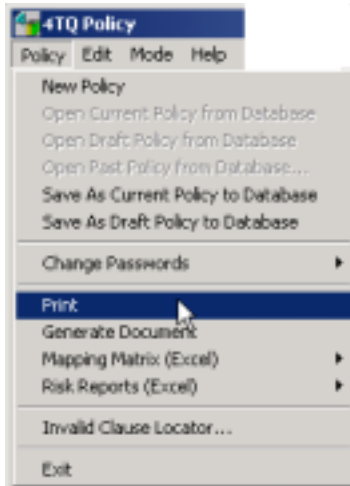 4TQ Policy
Policy Edit Mode Help
New Policy
Open Current Policy from Database
Open Draft Policy from Database
Open Past Policy from Database...
Save As Current Policy to Database
Save As Draft Policy to Database
Change Passwords
Print
Generate Document
Mapping Matrix (Excel)
Risk Reports (Excel)
Invalid Clause Locator...
Exit